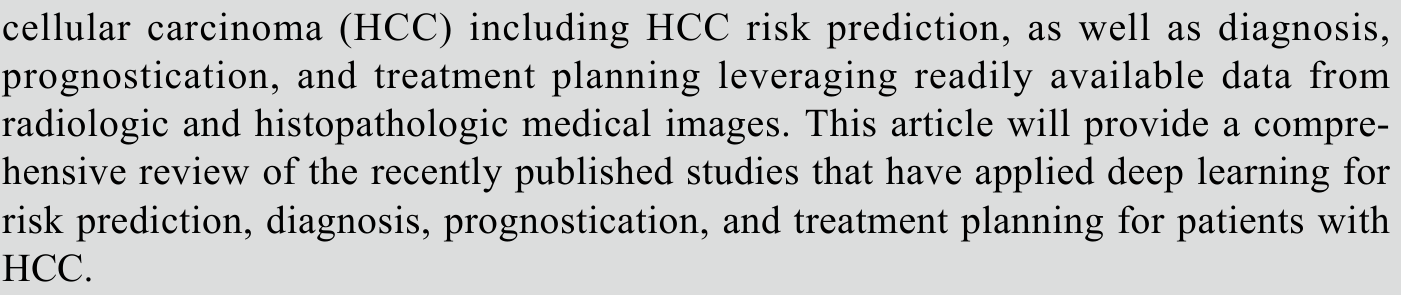 cellular carcinoma (HCC) including HCC risk prediction, as well as diagnosis,
prognostication, and treatment planning leveraging readily available data from
radiologic and histopathologic medical images. This article will provide a compre-
hensive review of the recently published studies that have applied deep learning for
risk prediction, diagnosis, prognostication, and treatment planning for patients with
HCC.